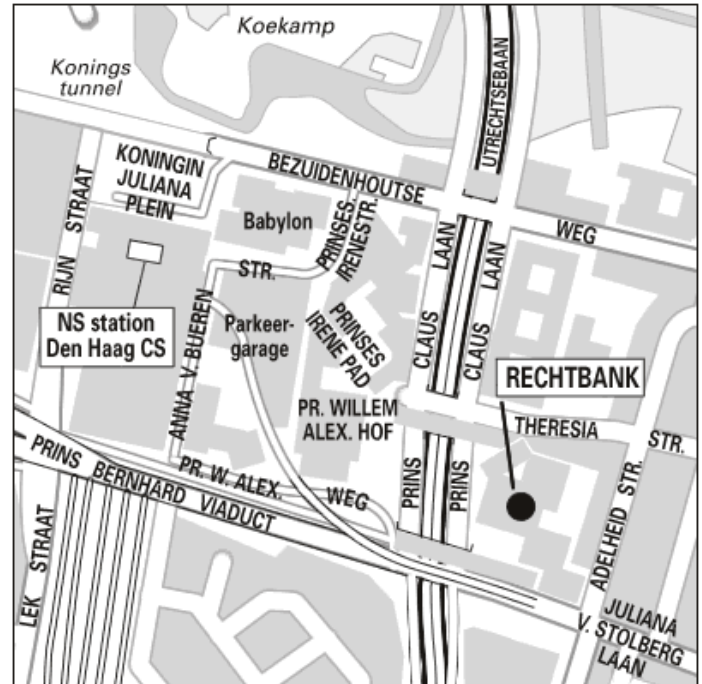 Koekamp
Konings
tunnel
UTRECHTSEBAAN
KONINGIN
JULIANA
PLEIN
BEZUIDENHOUTSE
WEG
RIJN STRAAT
Babylon
PRINSES
IRENESTR.
STR.
LAAN
LAAN
NS station
Den Haag CS
ANNA V. BUEREN
Parkeer-
garage
PRINSES
IRENE PAD
CLAUS
CLAUS
RECHTBANK
PR. WILLEM
ALEX. HOF
THERESIA
STR.
PRINS BERNHARD VIADUCT
PR. W. ALEX.
WEG
PRINS
PRINS
ADELHEID STR.
LEK STRAAT
JULIANA
V. STOLBERG
LAAN